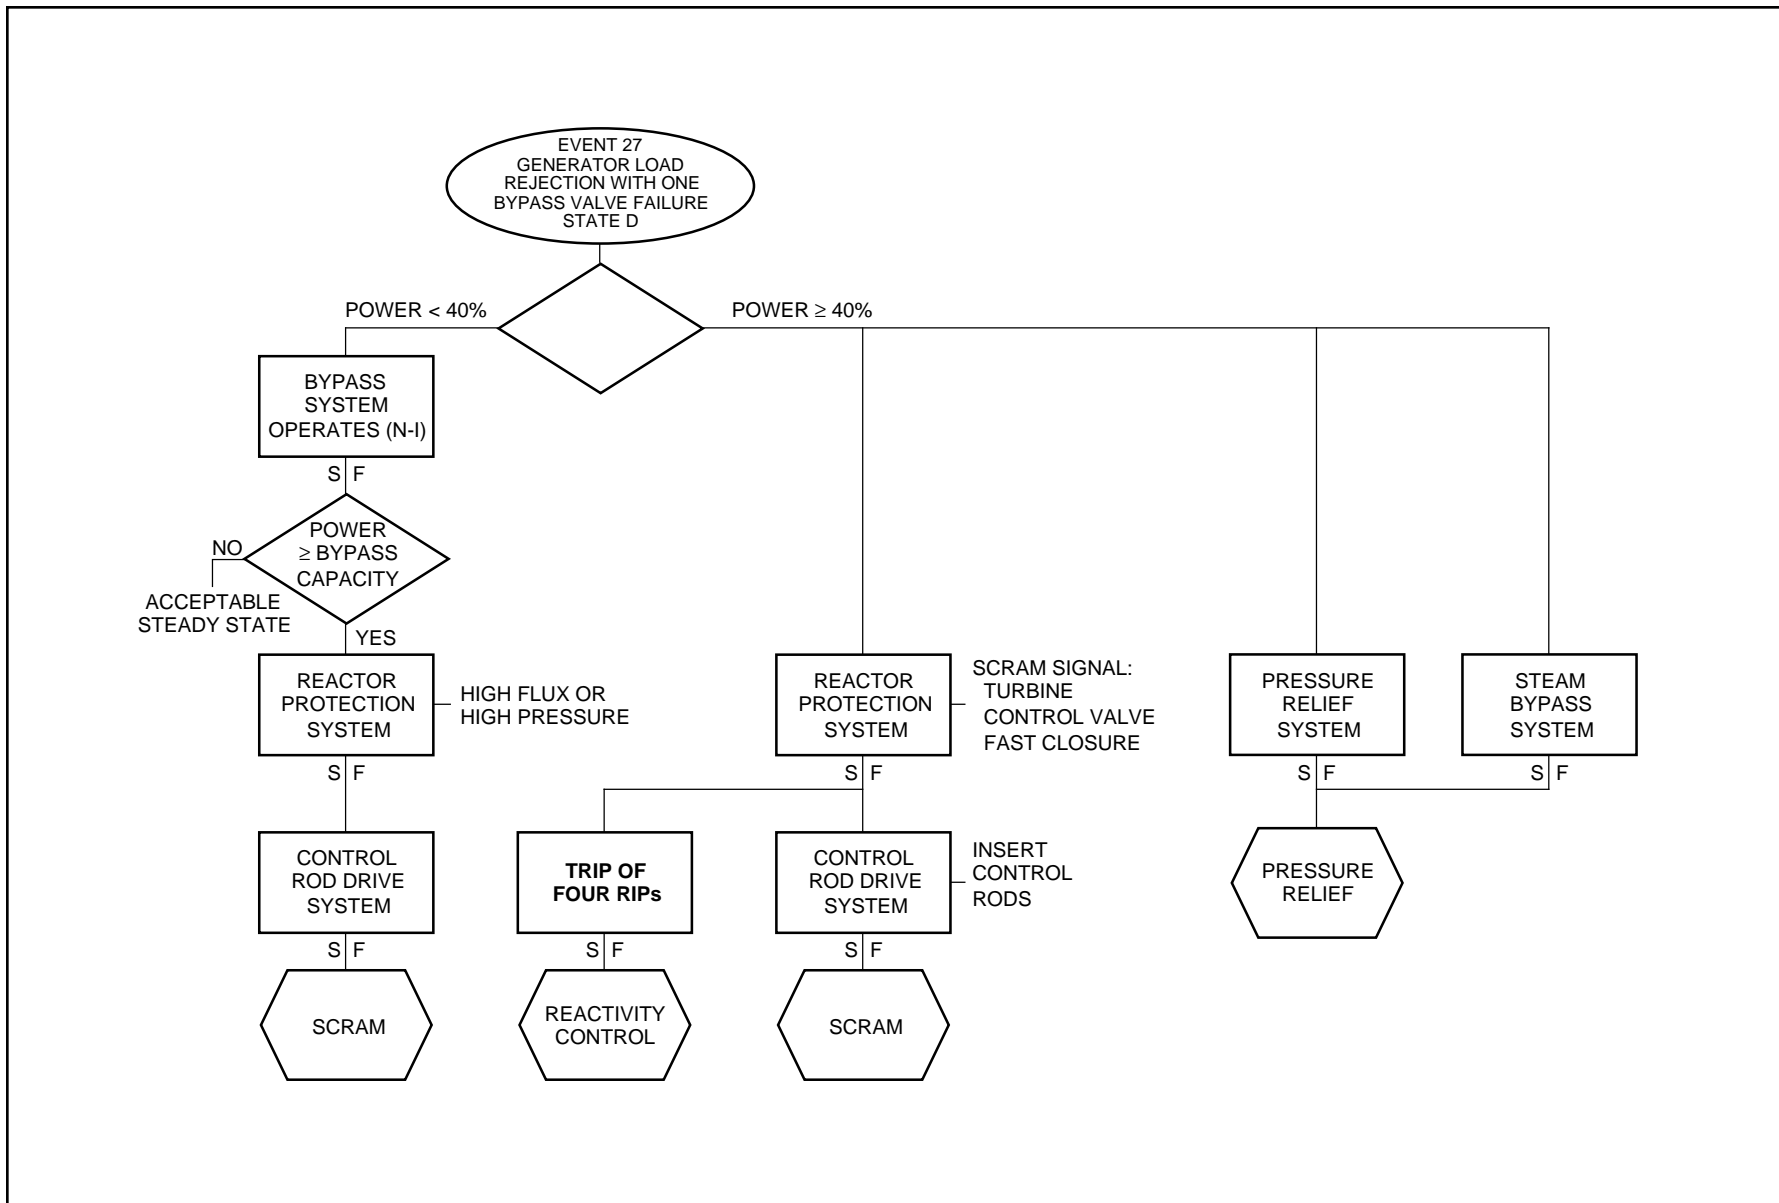 EVENT 27
GENERATOR LOAD
REJECTION WITH ONE
BYPASS VALVE FAILURE
STATE D
POWER < 40%
POWER ≥ 40%
BYPASS
SYSTEM
OPERATES (N-I)
S F
POWER
≥ BYPASS
CAPACITY
NO
ACCEPTABLE
STEADY STATE
YES
REACTOR
PROTECTION
SYSTEM
HIGH FLUX OR
HIGH PRESSURE
S F
CONTROL
ROD DRIVE
SYSTEM
S F
SCRAM
REACTOR
PROTECTION
SYSTEM
SCRAM SIGNAL:
TURBINE
CONTROL VALVE
FAST CLOSURE
S F
TRIP OF
FOUR RIPs
S F
REACTIVITY
CONTROL
CONTROL
ROD DRIVE
SYSTEM
INSERT
CONTROL
RODS
S F
SCRAM
PRESSURE
RELIEF
SYSTEM
S F
STEAM
BYPASS
SYSTEM
S F
PRESSURE
RELIEF